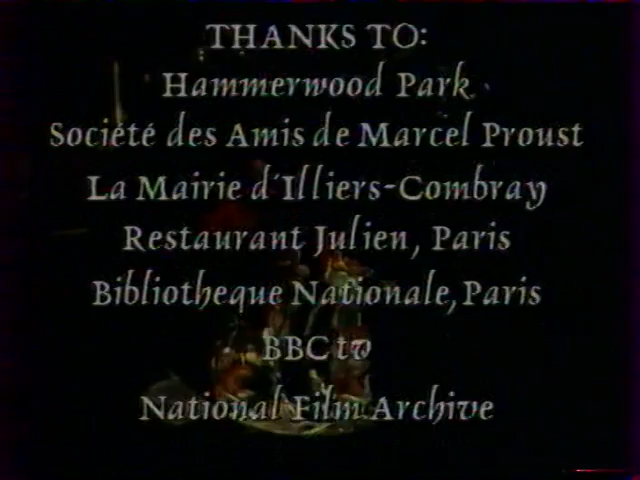 THANKS TO:
Hammerwood Park
Société des Amis de Marcel Proust
La Mairie d'Illiers-Combray
Restaurant Julien, Paris
Bibliotheque Nationale, Paris
BBC tv
National Film Archive